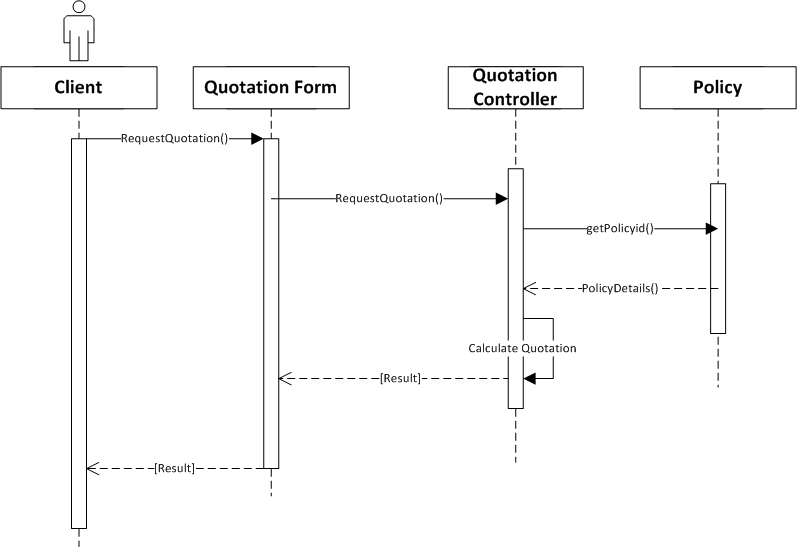 Client
Quotation Form
Quotation
Controller
Policy
RequestQuotation()
RequestQuotation()
getPolicyid()
PolicyDetails()
Calculate Quotation
[Result]
[Result]